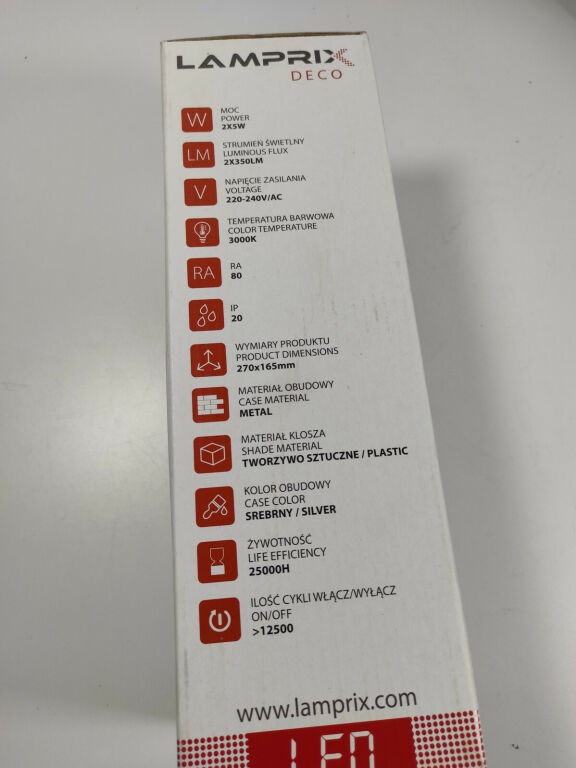 LAMPRIX
DECO
W
MOC
POWER
2X5W
LM
STRUMIEŃ ŚWIETLNY
LUMINOUS FLUX
2X350LM
V
NAPIĘCIE ZASILANIA
VOLTAGE
220-240V/AC
TEMPERATURA BARWOWA
COLOR TEMPERATURE
3000K
RA
RA
80
IP
20
WYMIARY PRODUKTU
PRODUCT DIMENSIONS
270x165mm
MATERIAŁ OBUDOWY
CASE MATERIAL
METAL
MATERIAŁ KLOSZA
SHADE MATERIAL
TWORZYWO SZTUCZNE / PLASTIC
KOLOR OBUDOWY
CASE COLOR
SREBRNY / SILVER
ŻYWOTNOŚĆ
LIFE EFFICIENCY
25000H
ILOŚĆ CYKLI WŁĄCZ/WYŁĄCZ
ON/OFF
>12500
www.lamprix.com
LED